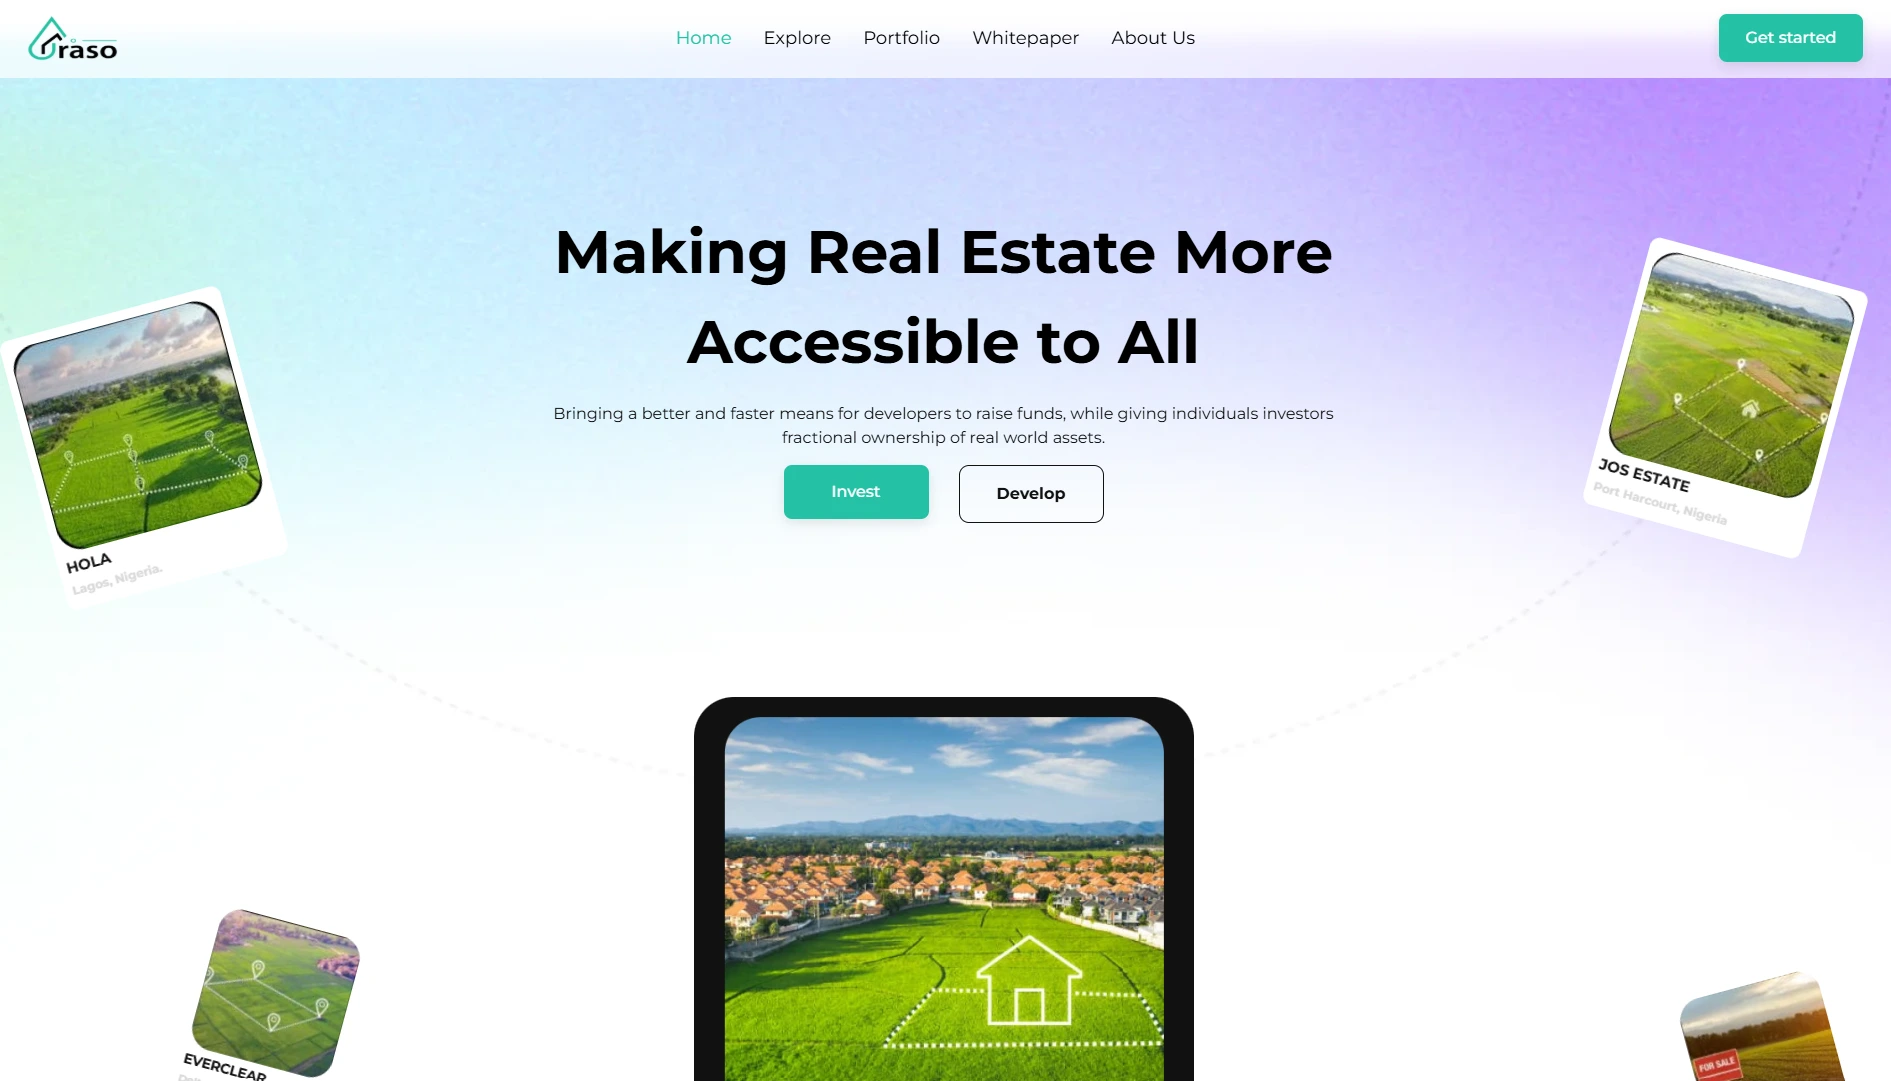 raso
Home
Explore
Portfolio
Whitepaper
About Us
Get started
Making Real Estate More
Accessible to All
Bringing a better and faster means for developers to raise funds, while giving individuals investors
fractional ownership of real world assets.
Invest
Develop
HOLA
Lagos, Nigeria.
JOS ESTATE
Port Harcourt, Nigeria
EVERCLEAR
FOR SALE